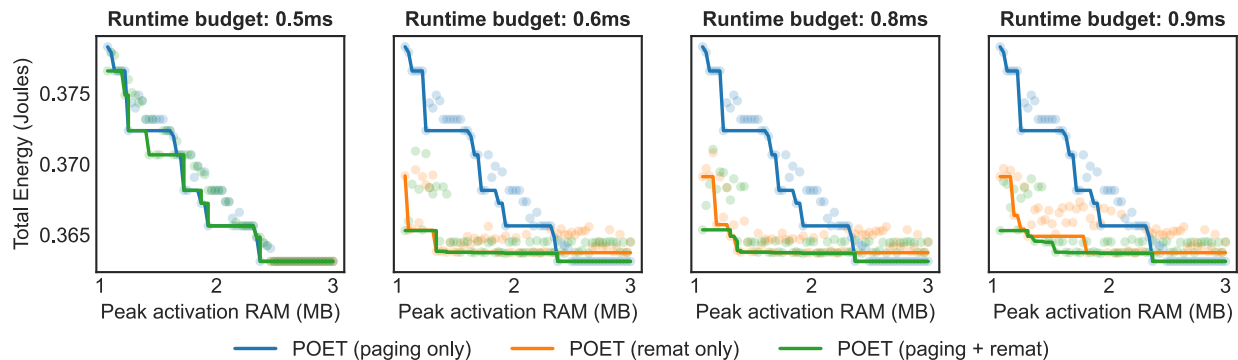 Runtime budget: 0.5ms
Runtime budget: 0.6ms
Runtime budget: 0.8ms
Runtime budget: 0.9ms
Total Energy (Joules)
0.375
0.370
0.365
1 2 3
1 2 3
1 2 3
1 2 3
Peak activation RAM (MB)
Peak activation RAM (MB)
Peak activation RAM (MB)
Peak activation RAM (MB)
POET (paging only)
POET (remat only)
POET (paging + remat)